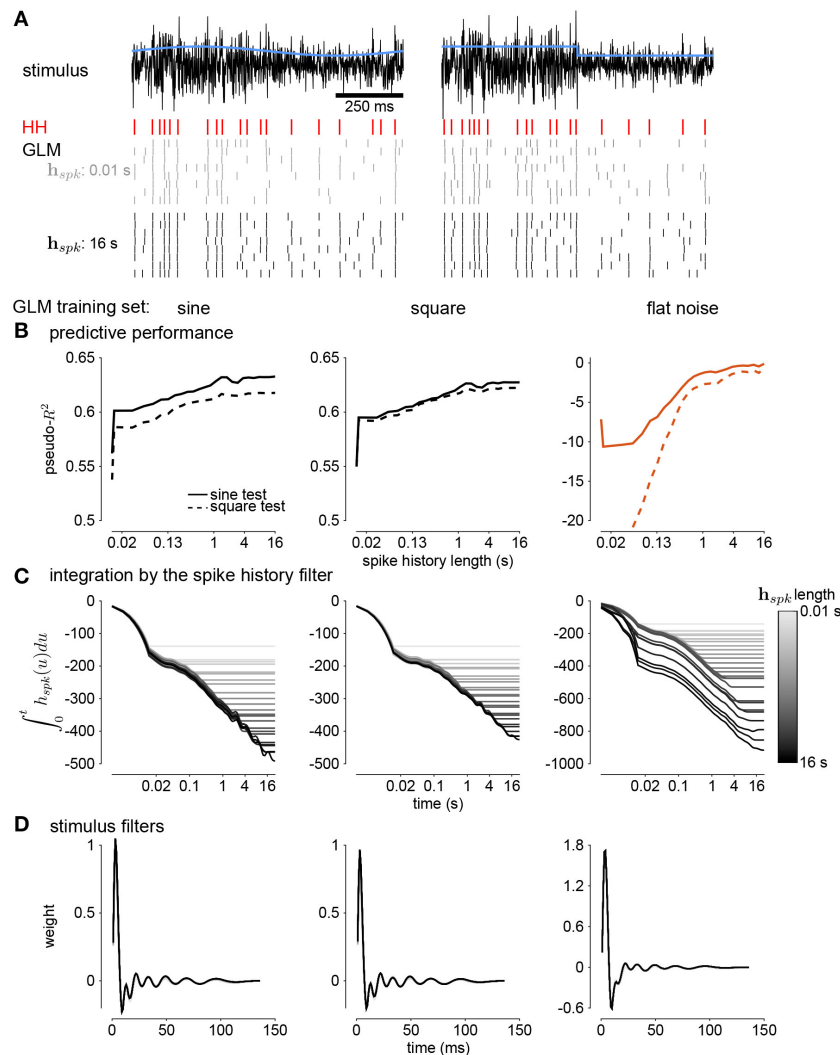 A
stimulus
250 ms
HH
GLM
h_spk: 0.01 s
h_spk: 16 s
GLM training set: sine square flat noise
B predictive performance
pseudo-R²
0.65
0.6
0.55
0.5
sine test
square test
0.02 0.13 1 4 16
0.65
0.6
0.55
0.5
0.02 0.13 1 4 16
spike history length (s)
0
-5
-10
-15
-20
0.02 0.13 1 4 16
C integration by the spike history filter
∫₀ᵗ h_spk(u)du
0
-100
-200
-300
-400
-500
0.02 0.1 1 4 16
0
-100
-200
-300
-400
-500
0.02 0.1 1 4 16
time (s)
0
-200
-400
-600
-800
-1000
0.02 0.1 1 4 16
h_spk length
0.01 s
16 s
D stimulus filters
weight
1
0.5
0
0 50 100 150
1
0.5
0
0 50 100 150
time (ms)
1.8
1.2
0.6
0
-0.6
0 50 100 150